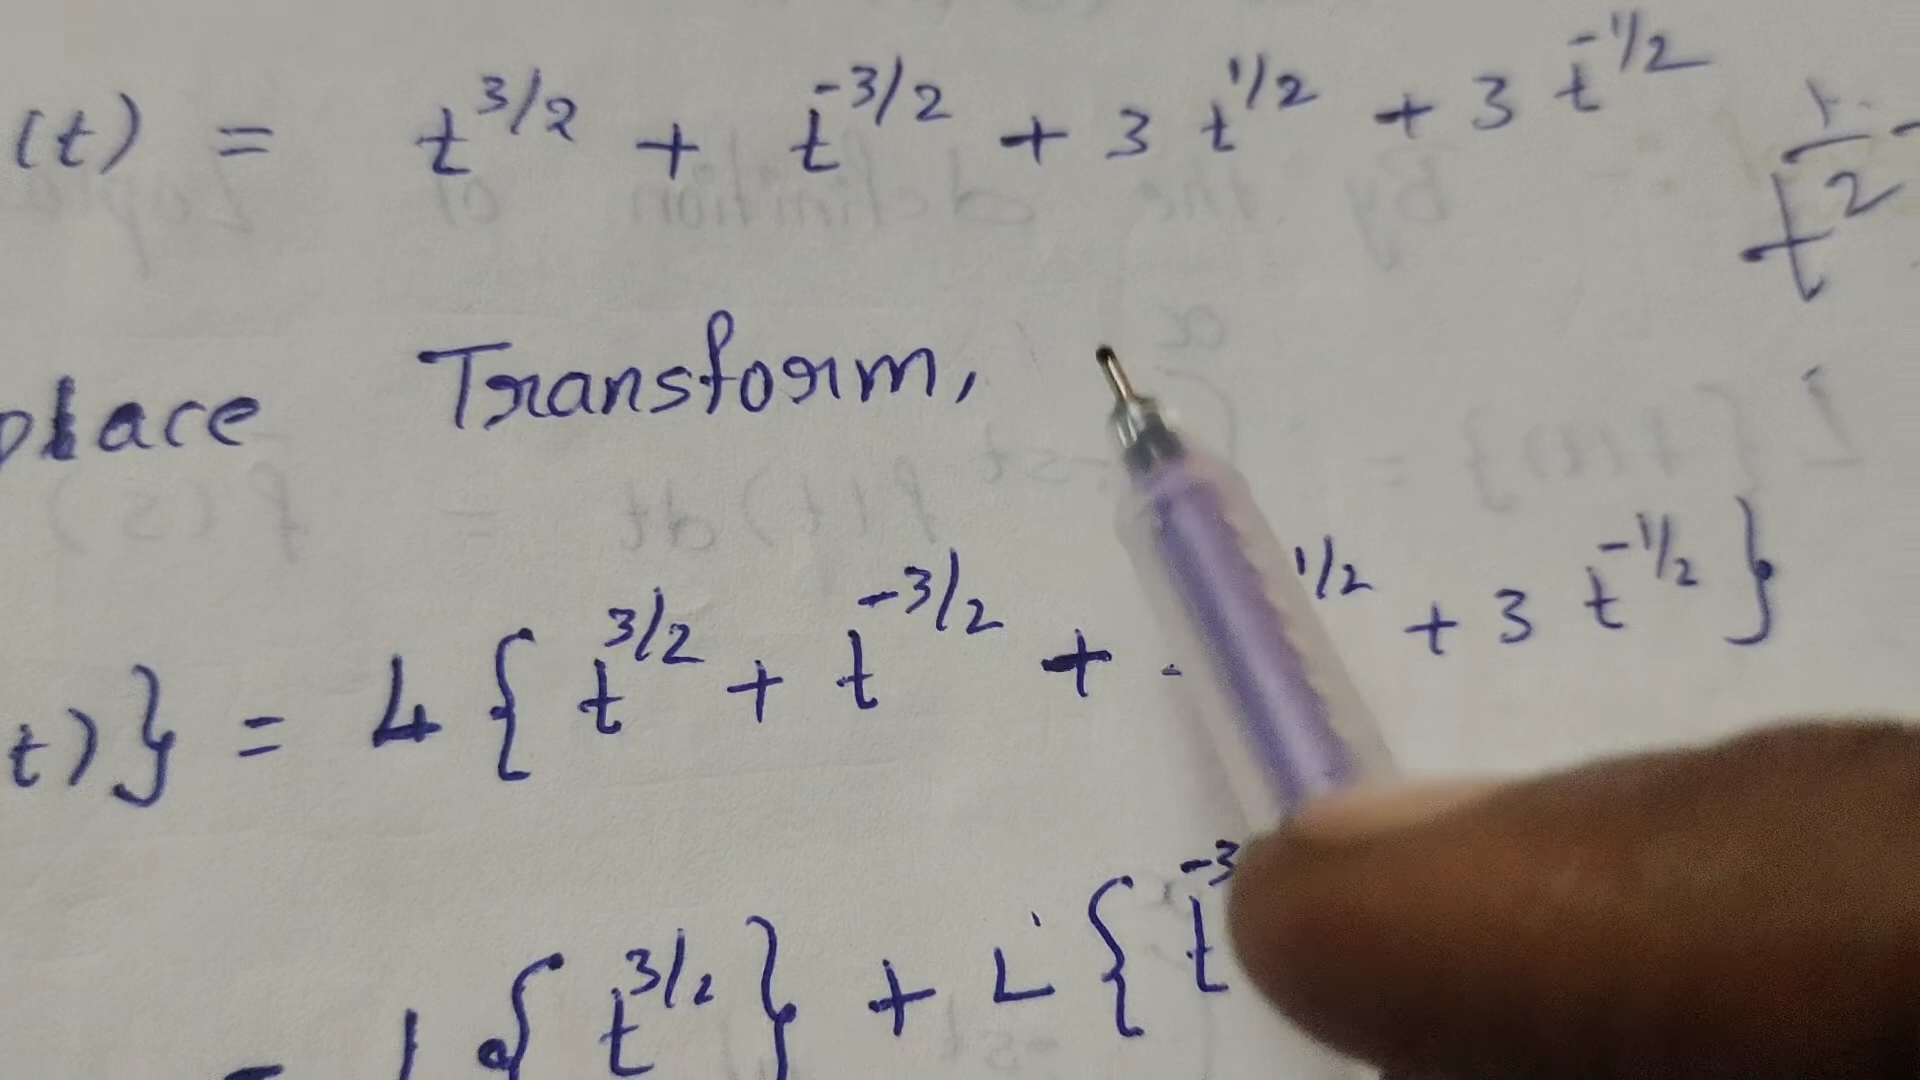 (t) = t^{3/2} + t^{-3/2} + 3 t^{1/2} + 3 t^{-1/2}
t^2
place Transform,
t)} = L { t^{3/2} + t^{-3/2} + ^{1/2} + 3 t^{-1/2} }
= L { t^{3/2} } + L { t^{-3